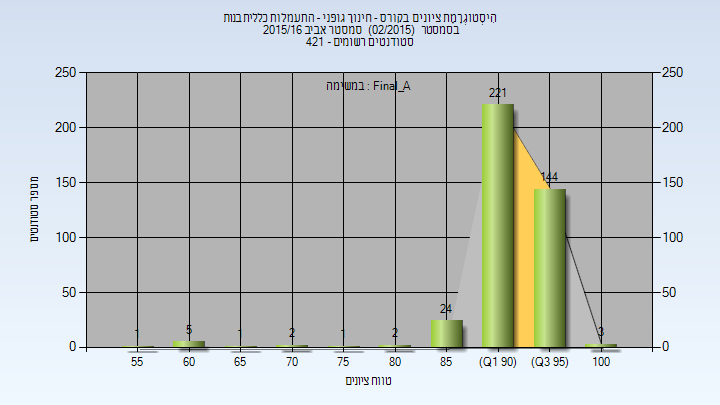 הִיסטוֹגְרָמַת ציונים בקורס - חינוך גופני - התעמלות כללית בנות
בסמסטר (02/2015) סמסטר אביב 2015/16
סטודנטים רשומים - 421
במשימה : Final_A
מספר סטודנטים
250 250
200 200
150 150
100 100
50 50
0 0
1 5 1 2 1 2 24 221 144 3
55 60 65 70 75 80 85 (Q1 90) (Q3 95) 100
טווח ציונים